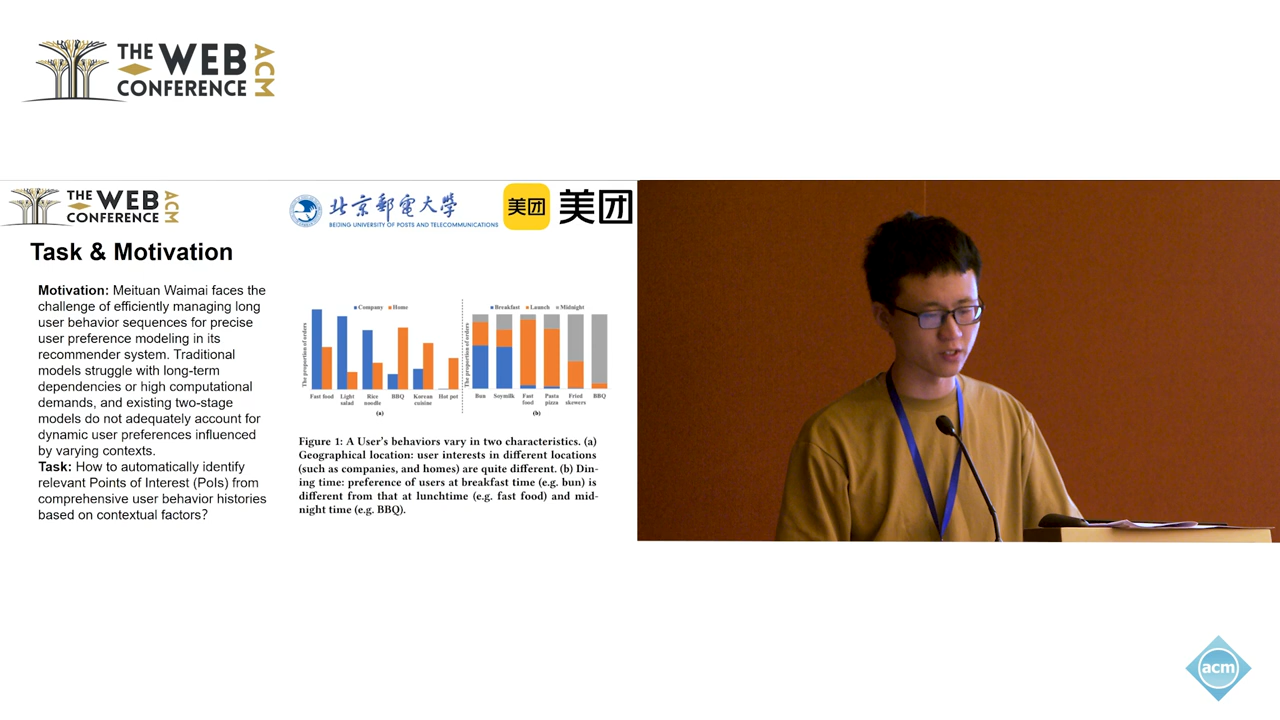 THE WEB
CONFERENCE
ACM
THE WEB
CONFERENCE
ACM
北京郵電大學
BEIJING UNIVERSITY OF POSTS AND TELECOMMUNICATIONS
美团
美团
Task & Motivation
Motivation: Meituan Waimai faces the
challenge of efficiently managing long
user behavior sequences for precise
user preference modeling in its
recommender system. Traditional
models struggle with long-term
dependencies or high computational
demands, and existing two-stage
models do not adequately account for
dynamic user preferences influenced
by varying contexts.
Task: How to automatically identify
relevant Points of Interest (PoIs) from
comprehensive user behavior histories
based on contextual factors?
Company Home
The proportion of orders
Fast food Light salad Rice noodle BBQ Korean cuisine Hot pot
(a)
Breakfast Launch Midnight
The proportion of orders
Bun Soymilk Fast food Pasta pizza Fried skewers BBQ
(b)
Figure 1: A User's behaviors vary in two characteristics. (a)
Geographical location: user interests in different locations
(such as companies, and homes) are quite different. (b) Din-
ing time: preference of users at breakfast time (e.g. bun) is
different from that at lunchtime (e.g. fast food) and mid-
night time (e.g. BBQ).
acm